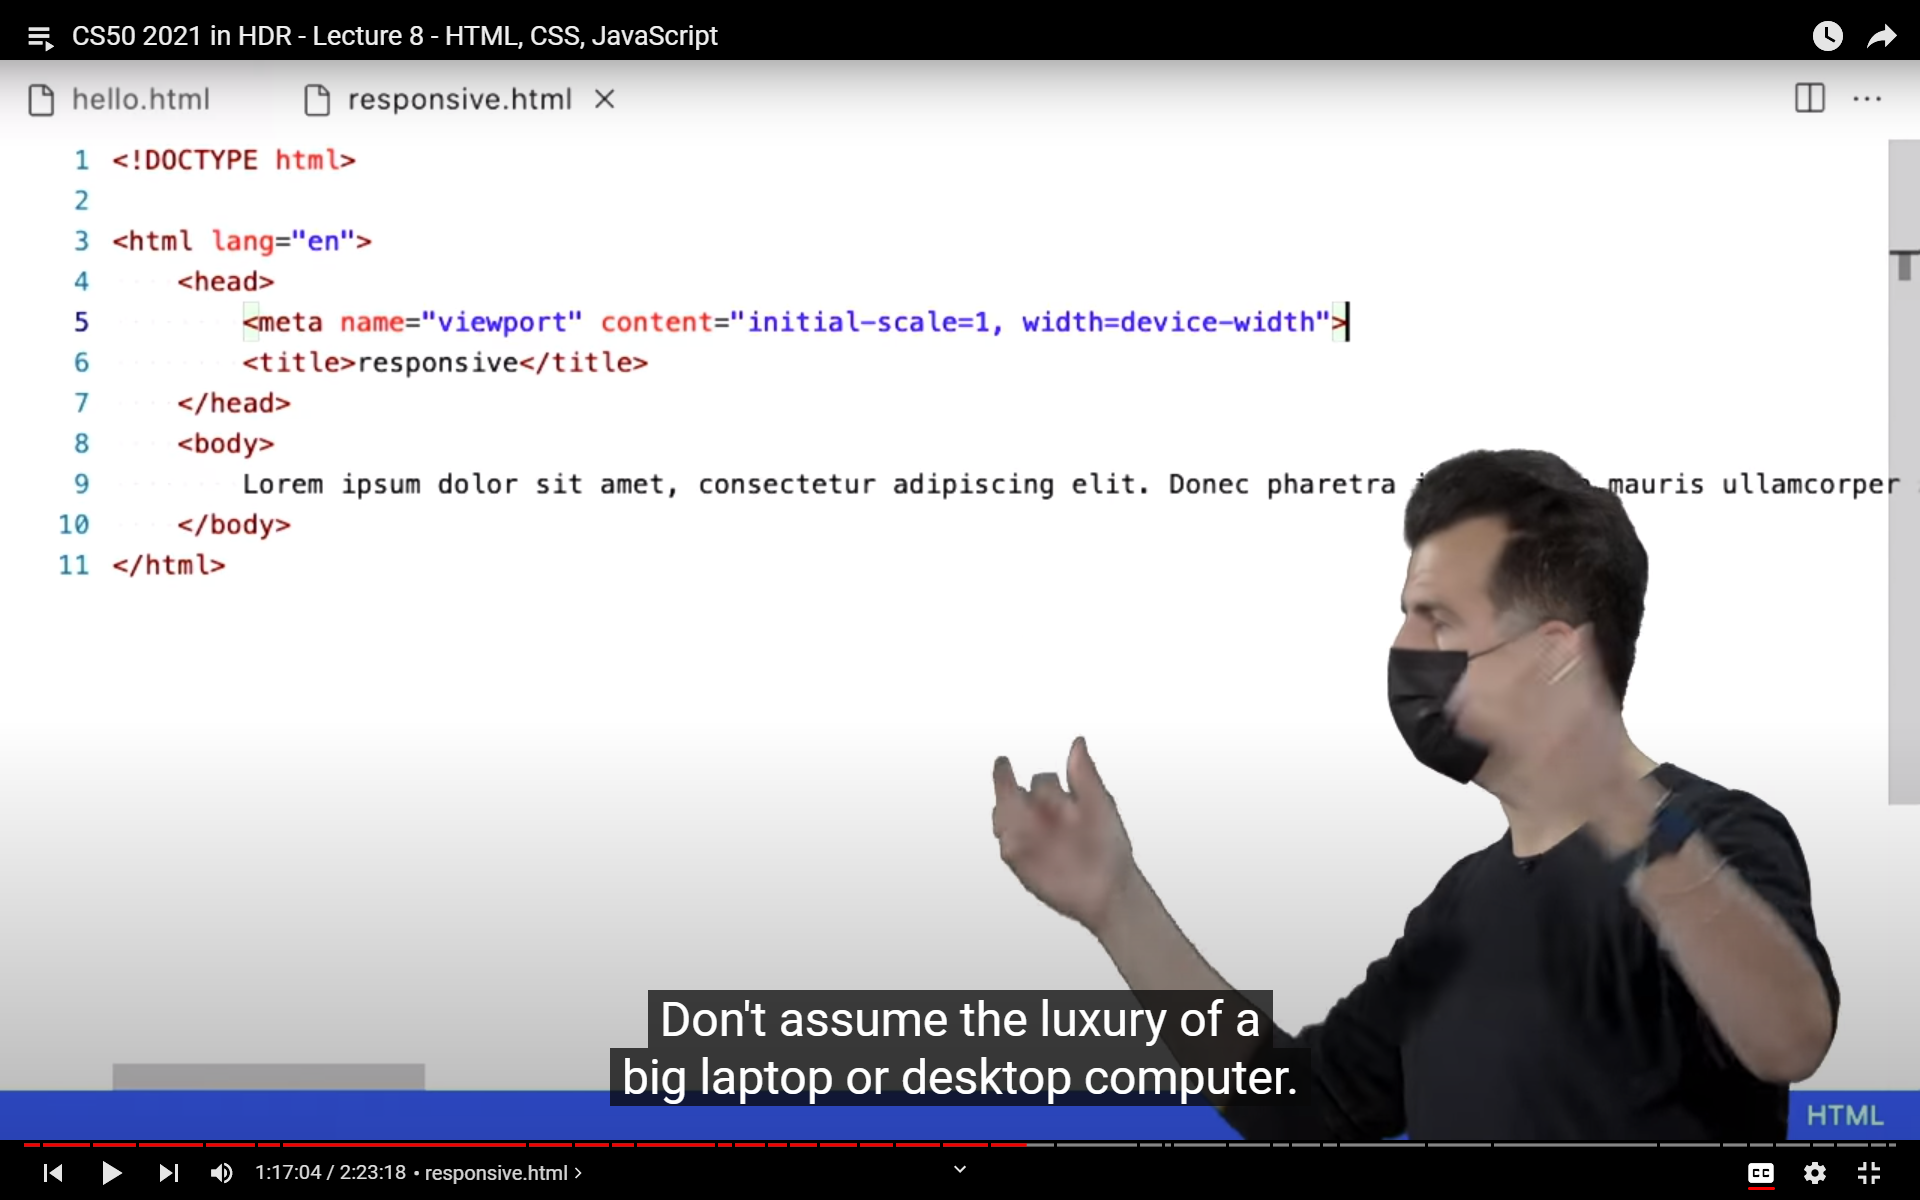 CS50 2021 in HDR - Lecture 8 - HTML, CSS, JavaScript
hello.html responsive.html
1 <!DOCTYPE html>
2
3 <html lang="en">
4 <head>
5 <meta name="viewport" content="initial-scale=1, width=device-width">
6 <title>responsive</title>
7 </head>
8 <body>
9 Lorem ipsum dolor sit amet, consectetur adipiscing elit. Donec pharetra mauris ullamcorper
10 </body>
11 </html>
Don't assume the luxury of a
big laptop or desktop computer.
HTML
1:17:04 / 2:23:18 • responsive.html ›
CC